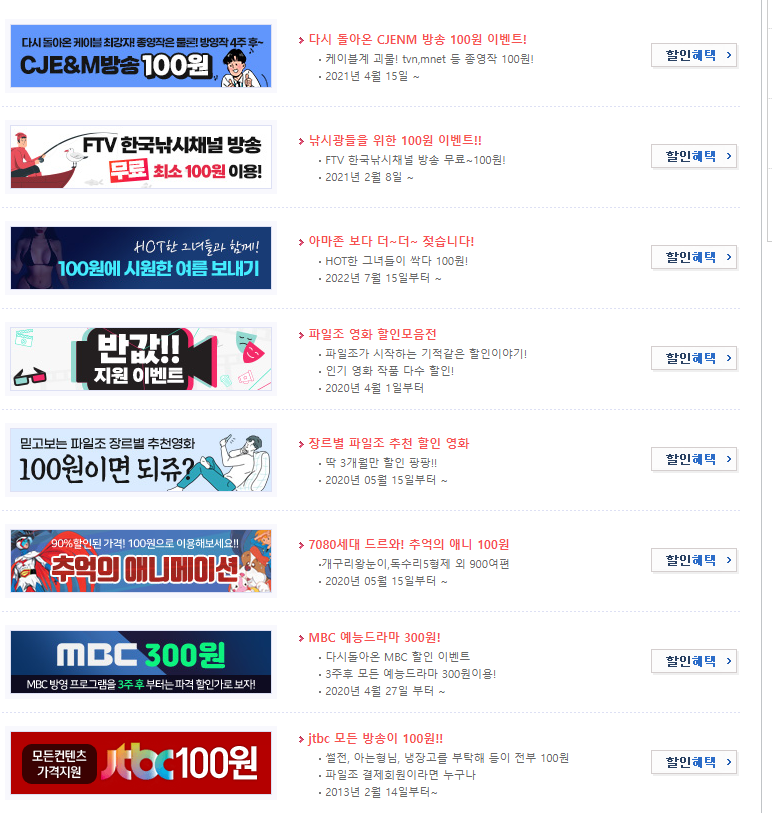 다시 돌아온 케이블 최강자! 종영작은 물론! 방영작 4주 후~
CJE&M방송 100원
다시 돌아온 CJENM 방송 100원 이벤트!
케이블계 괴물! tvn,mnet 등 종영작 100원!
2021년 4월 15일 ~
할인혜택
FTV 한국낚시채널 방송
무료 최소 100원 이용!
낚시광들을 위한 100원 이벤트!!
FTV 한국낚시채널 방송 무료~100원!
2021년 2월 8일 ~
할인혜택
HOT한 그녀들과 함께!
100원에 시원한 여름 보내기
아마존 보다 더~더~ 젖습니다!
HOT한 그녀들이 싹다 100원!
2022년 7월 15일부터 ~
할인혜택
반값!!
지원 이벤트
파일조 영화 할인모음전
파일조가 시작하는 기적같은 할인이야기!
인기 영화 작품 다수 할인!
2020년 4월 1일부터
할인혜택
믿고보는 파일조 장르별 추천영화
100원이면 되쥬?
장르별 파일조 추천 할인 영화
딱 3개월만 할인 팡팡!!
2020년 05월 15일부터 ~
할인혜택
90%할인된 가격! 100원으로 이용해보세요!!
추억의 애니메이션
7080세대 드르와! 추억의 애니 100원
개구리왕눈이,독수리5형제 외 900여편
2020년 05월 15일부터 ~
할인혜택
MBC 300원
MBC 방영 프로그램을 3주 후 부터는 파격 할인가로 보자!
MBC 예능드라마 300원!
다시돌아온 MBC 할인 이벤트
3주후 모든 예능드라마 300원이용!
2020년 4월 27일 부터 ~
할인혜택
모든컨텐츠
가격지원
jtbc 100원
jtbc 모든 방송이 100원!!
썰전, 아는형님, 냉장고를 부탁해 등이 전부 100원
파일조 결제회원이라면 누구나
2013년 2월 14일부터~
할인혜택